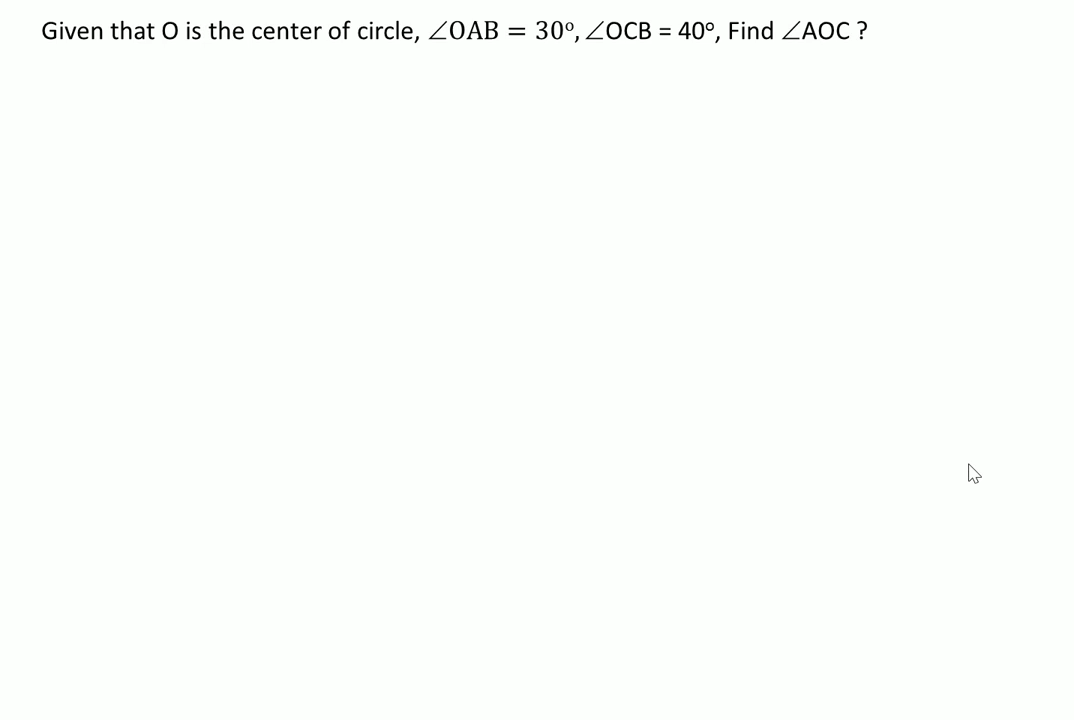 Given that O is the center of circle, ∠OAB = 30°, ∠OCB = 40°, Find ∠AOC ?